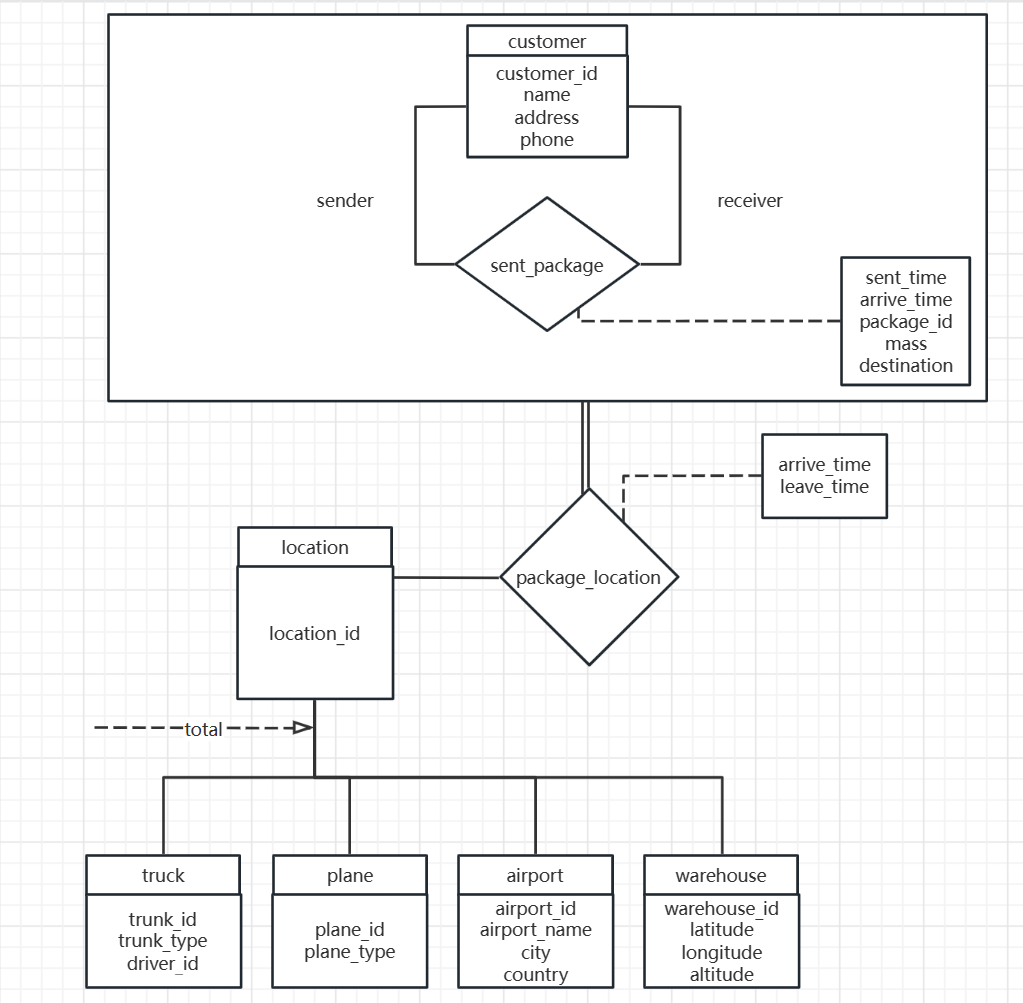 customer
customer_id
name
address
phone
sender
receiver
sent_package
sent_time
arrive_time
package_id
mass
destination
arrive_time
leave_time
location
package_location
location_id
total
truck
trunk_id
trunk_type
driver_id
plane
plane_id
plane_type
airport
airport_id
airport_name
city
country
warehouse
warehouse_id
latitude
longitude
altitude